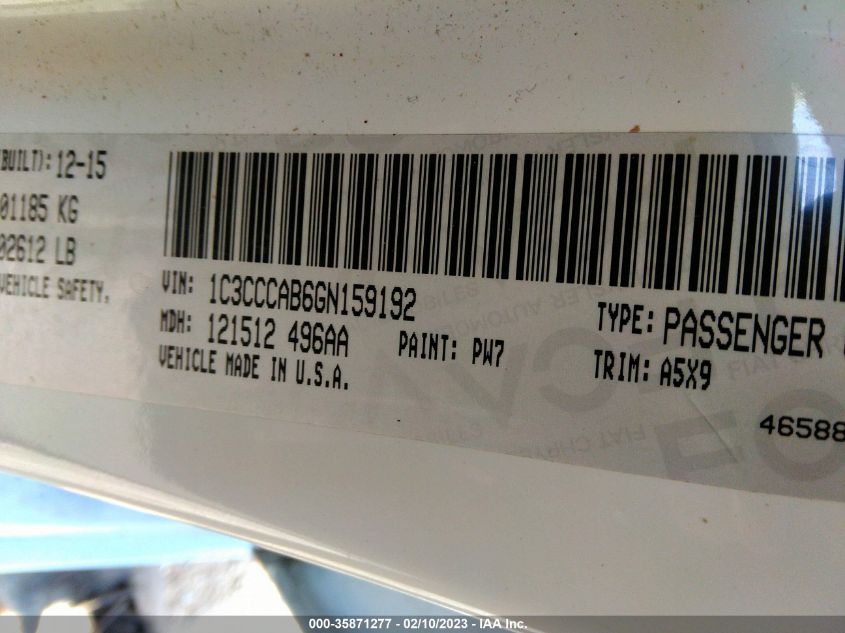 (BUILT): 12-15
01185 KG
02612 LB
VEHICLE SAFETY.
VIN: 1C3CCCAB6GN159192
MDH: 121512 496AA
PAINT: PW7
VEHICLE MADE IN U.S.A.
TYPE: PASSENGER
TRIM: A5X9
46588
000-35871277 - 02/10/2023 - IAA Inc.